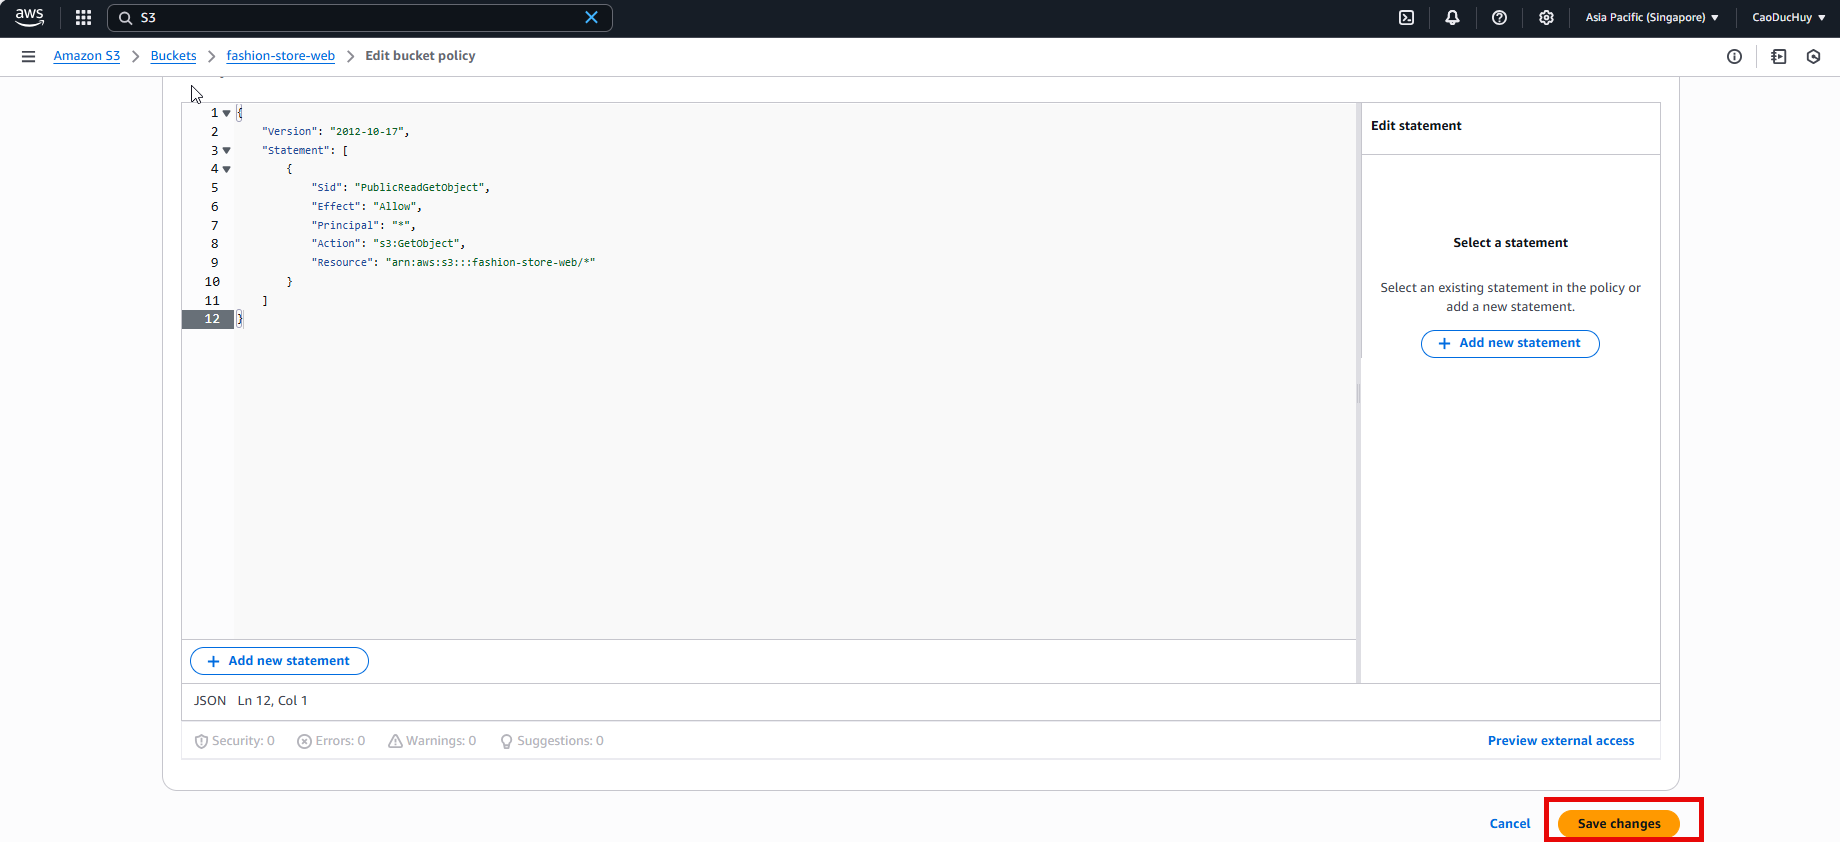 aws
S3
Asia Pacific (Singapore)
CaoDucHuy
Amazon S3
Buckets
fashion-store-web
Edit bucket policy
1 {
2 "Version": "2012-10-17",
3 "Statement": [
4 {
5 "Sid": "PublicReadGetObject",
6 "Effect": "Allow",
7 "Principal": "*",
8 "Action": "s3:GetObject",
9 "Resource": "arn:aws:s3:::fashion-store-web/*"
10 }
11 ]
12 }
Edit statement
Select a statement
Select an existing statement in the policy or
add a new statement.
+ Add new statement
+ Add new statement
JSON Ln 12, Col 1
Security: 0 Errors: 0 Warnings: 0 Suggestions: 0
Preview external access
Cancel
Save changes